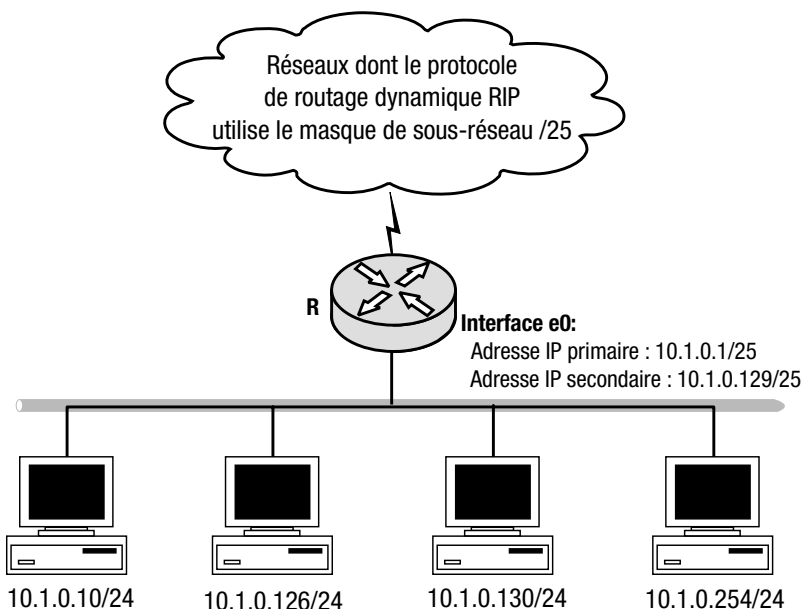 Réseaux dont le protocole
de routage dynamique RIP
utilise le masque de sous-réseau /25
R
Interface e0:
Adresse IP primaire : 10.1.0.1/25
Adresse IP secondaire : 10.1.0.129/25
10.1.0.10/24
10.1.0.126/24
10.1.0.130/24
10.1.0.254/24